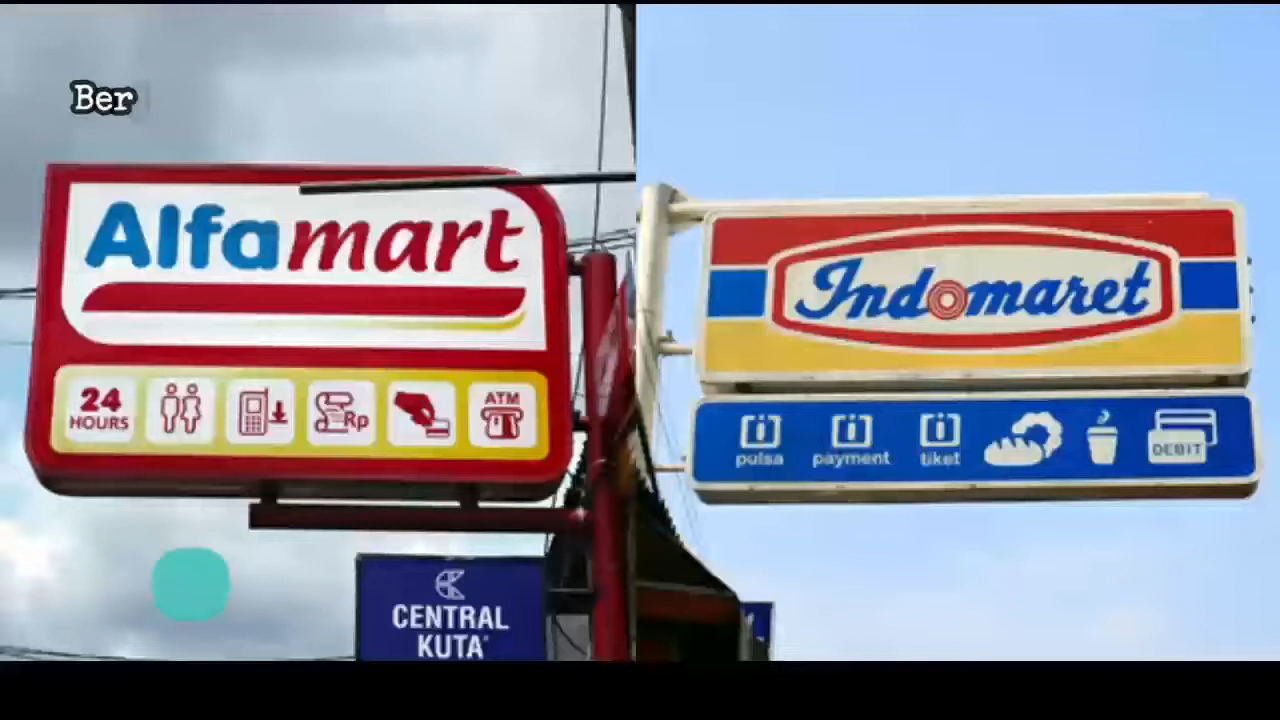 Ber
Alfamart
24
HOURS
Rp
ATM
CENTRAL
KUTA
Indomaret
pulsa
payment
tiket
DEBIT